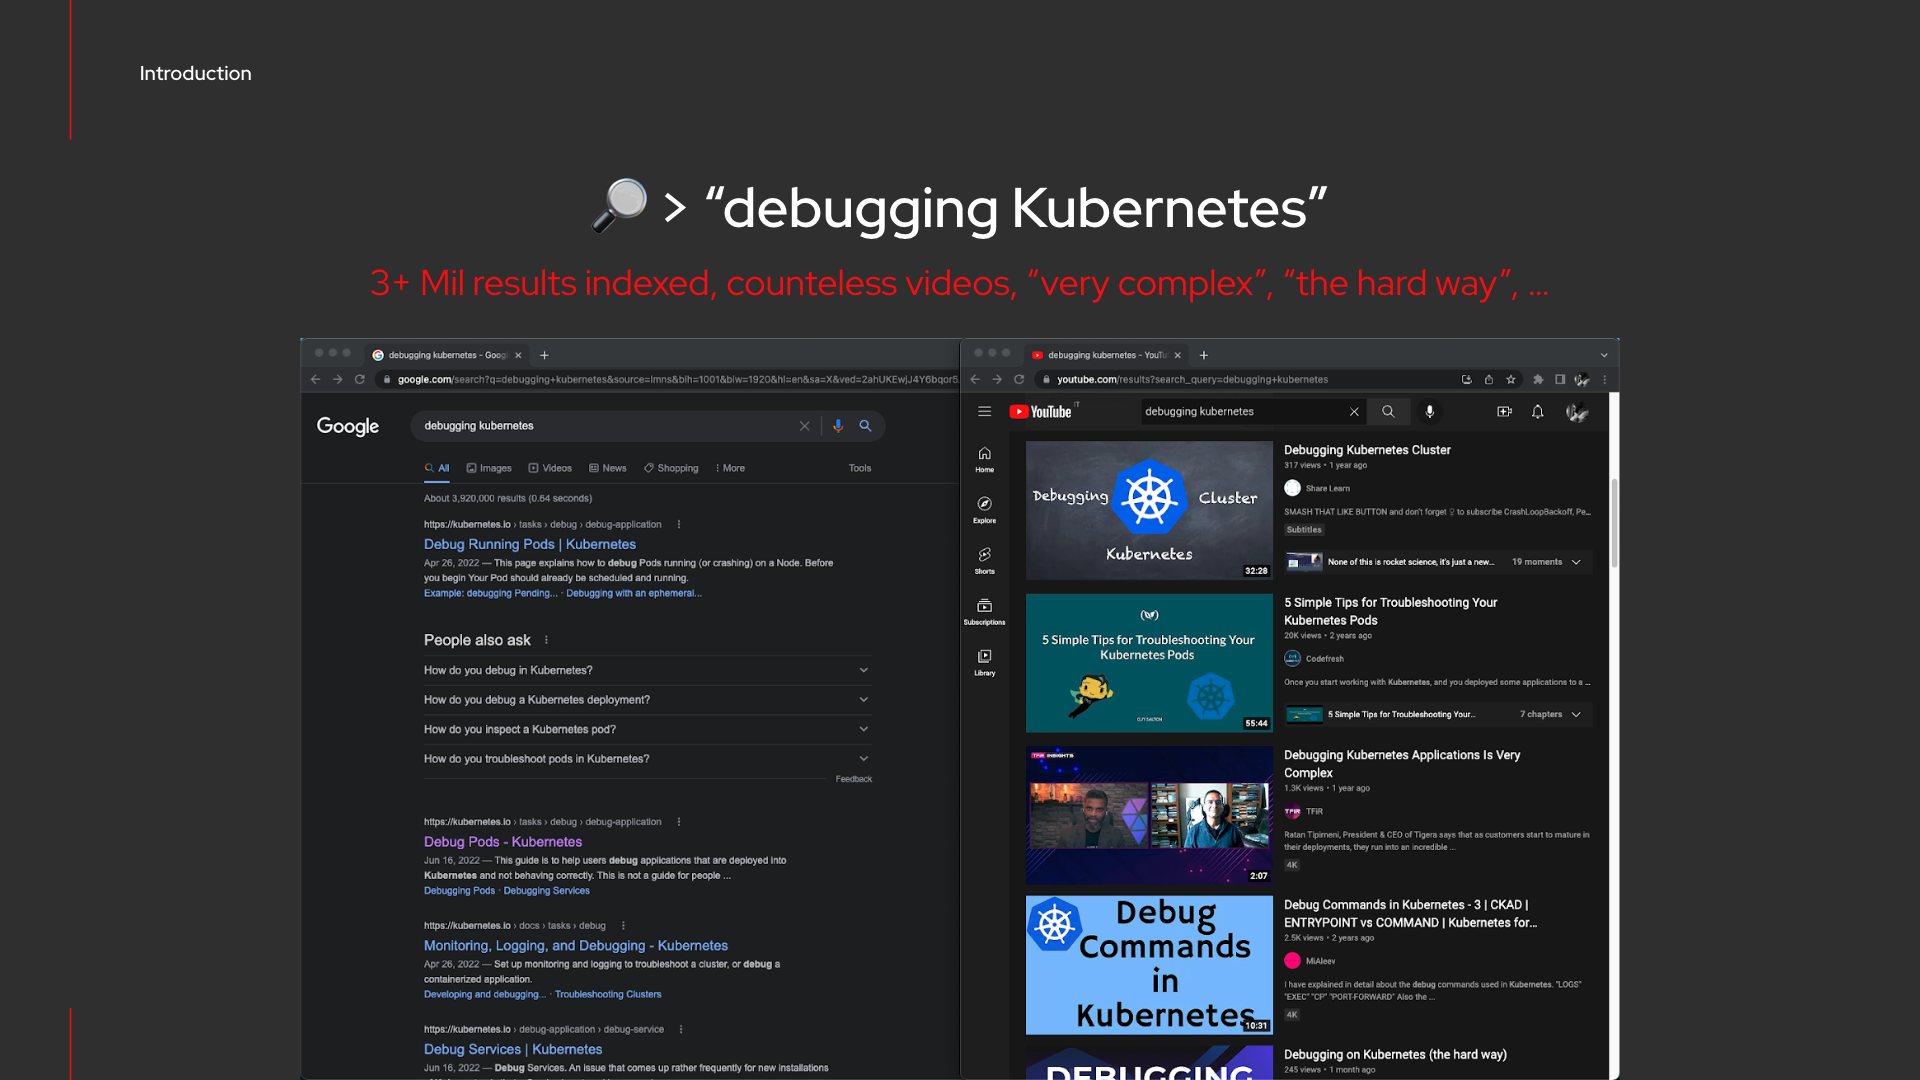 Introduction
> “debugging Kubernetes”
3+ Mil results indexed, counteless videos, “very complex”, “the hard way”, ...
debugging kubernetes - Googl
google.com/search?q=debugging+kubernetes&source=lmns&bih=1001&biw=1920&hl=en&sa=X&ved=2ahUKEwjJ4Y6bqor5...
Google
debugging kubernetes
All
Images
Videos
News
Shopping
More
Tools
About 3,920,000 results (0.64 seconds)
https://kubernetes.io › tasks › debug › debug-application
Debug Running Pods | Kubernetes
Apr 26, 2022 — This page explains how to debug Pods running (or crashing) on a Node. Before
you begin Your Pod should already be scheduled and running.
Example: debugging Pending... · Debugging with an ephemeral...
People also ask
How do you debug in Kubernetes?
How do you debug a Kubernetes deployment?
How do you inspect a Kubernetes pod?
How do you troubleshoot pods in Kubernetes?
Feedback
https://kubernetes.io › tasks › debug › debug-application
Debug Pods - Kubernetes
Jun 16, 2022 — This guide is to help users debug applications that are deployed into
Kubernetes and not behaving correctly. This is not a guide for people ...
Debugging Pods · Debugging Services
https://kubernetes.io › docs › tasks › debug
Monitoring, Logging, and Debugging - Kubernetes
Apr 26, 2022 — Set up monitoring and logging to troubleshoot a cluster, or debug a
containerized application.
Developing and debugging... · Troubleshooting Clusters
https://kubernetes.io › debug-application › debug-service
Debug Services | Kubernetes
Jun 16, 2022 — Debug Services. An issue that comes up rather frequently for new installations
debugging kubernetes - YouTu
youtube.com/results?search_query=debugging+kubernetes
YouTube IT
debugging kubernetes
Home
Explore
Shorts
Subscriptions
Library
Debugging
Cluster
Kubernetes
32:28
Debugging Kubernetes Cluster
317 views • 1 year ago
Share Learn
SMASH THAT LIKE BUTTON and don't forget to subscribe CrashLoopBackoff, Pe...
Subtitles
None of this is rocket science, it's just a new...
19 moments
5 Simple Tips for Troubleshooting Your
Kubernetes Pods
55:44
5 Simple Tips for Troubleshooting Your
Kubernetes Pods
20K views • 2 years ago
Codefresh
Once you start working with Kubernetes, and you deployed some applications to a ...
5 Simple Tips for Troubleshooting Your...
7 chapters
TFiR INSIGHTS
2:07
Debugging Kubernetes Applications Is Very
Complex
1.3K views • 1 year ago
TFiR
Ratan Tipirneni, President & CEO of Tigera says that as customers start to mature in
their deployments, they run into an incredible ...
4K
Debug
Commands
in
Kubernetes
10:31
Debug Commands in Kubernetes - 3 | CKAD |
ENTRYPOINT vs COMMAND | Kubernetes for...
2.5K views • 2 years ago
MiAleev
I have explained in detail about the debug commands used in Kubernetes. "LOGS"
"EXEC" "CP" "PORT-FORWARD" Also the ...
4K
DEBUGGING
Debugging on Kubernetes (the hard way)
245 views • 1 month ago